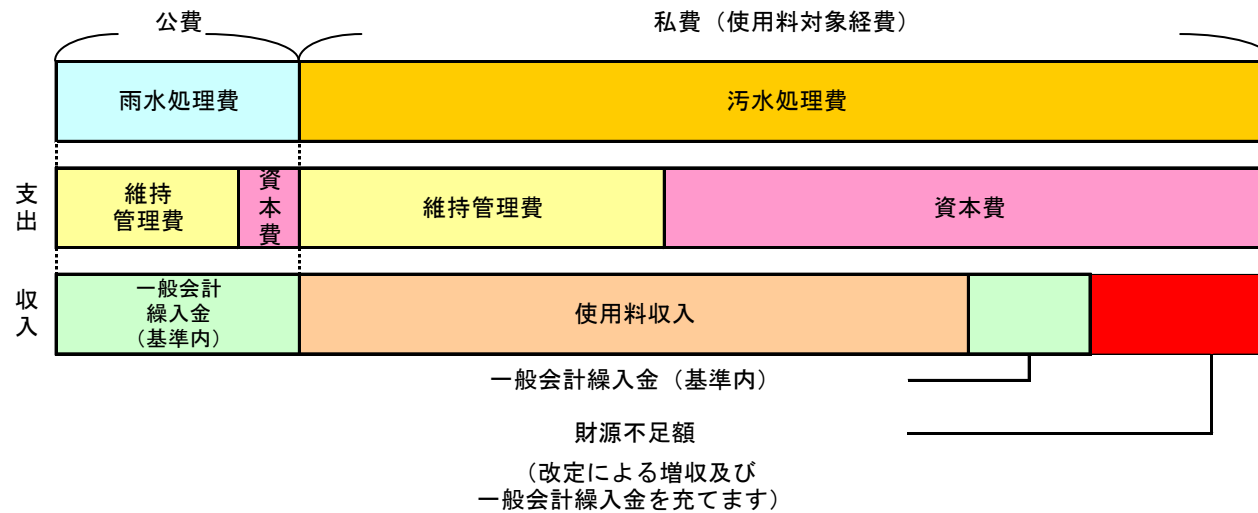 公費
私費（使用料対象経費）
雨水処理費
汚水処理費
支出
維持
管理費
資本費
維持管理費
資本費
収入
一般会計
繰入金
（基準内）
使用料収入
一般会計繰入金（基準内）
財源不足額
（改定による増収及び
一般会計繰入金を充てます）